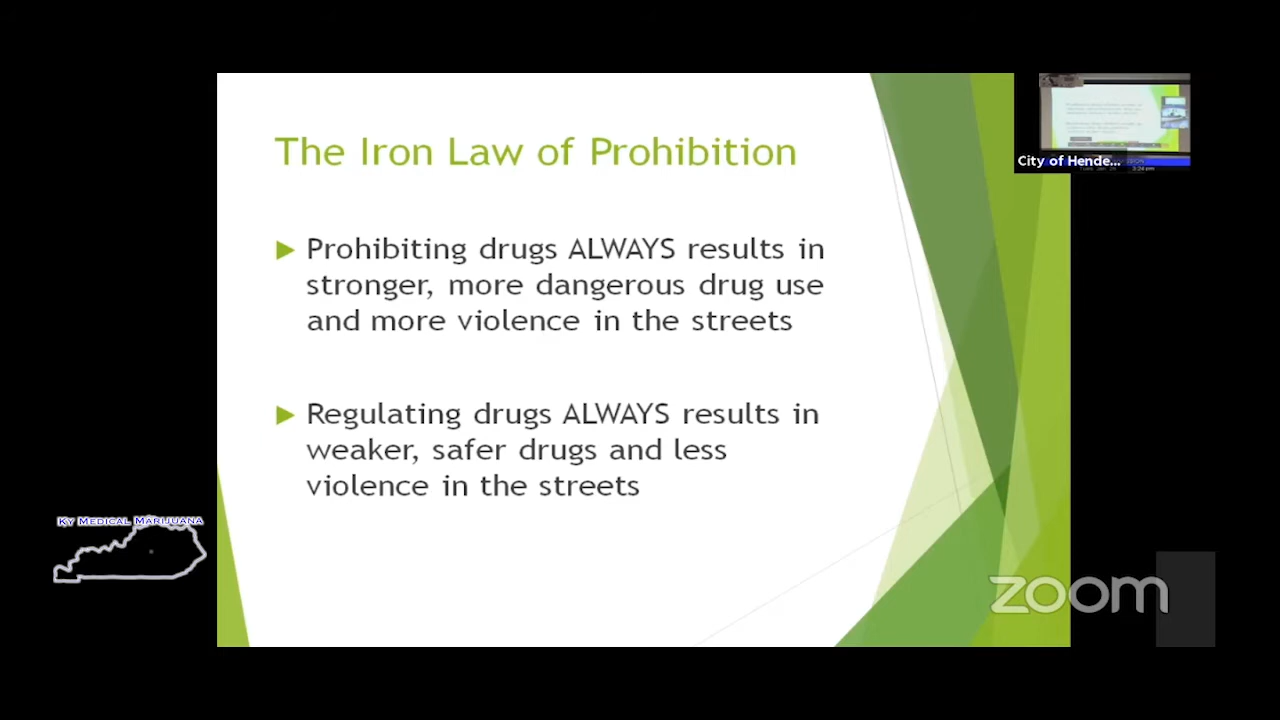 The Iron Law of Prohibition
City of Hende...
▶ Prohibiting drugs ALWAYS results in
stronger, more dangerous drug use
and more violence in the streets
▶ Regulating drugs ALWAYS results in
weaker, safer drugs and less
violence in the streets
KY MEDICAL MARIJUANA
zoom